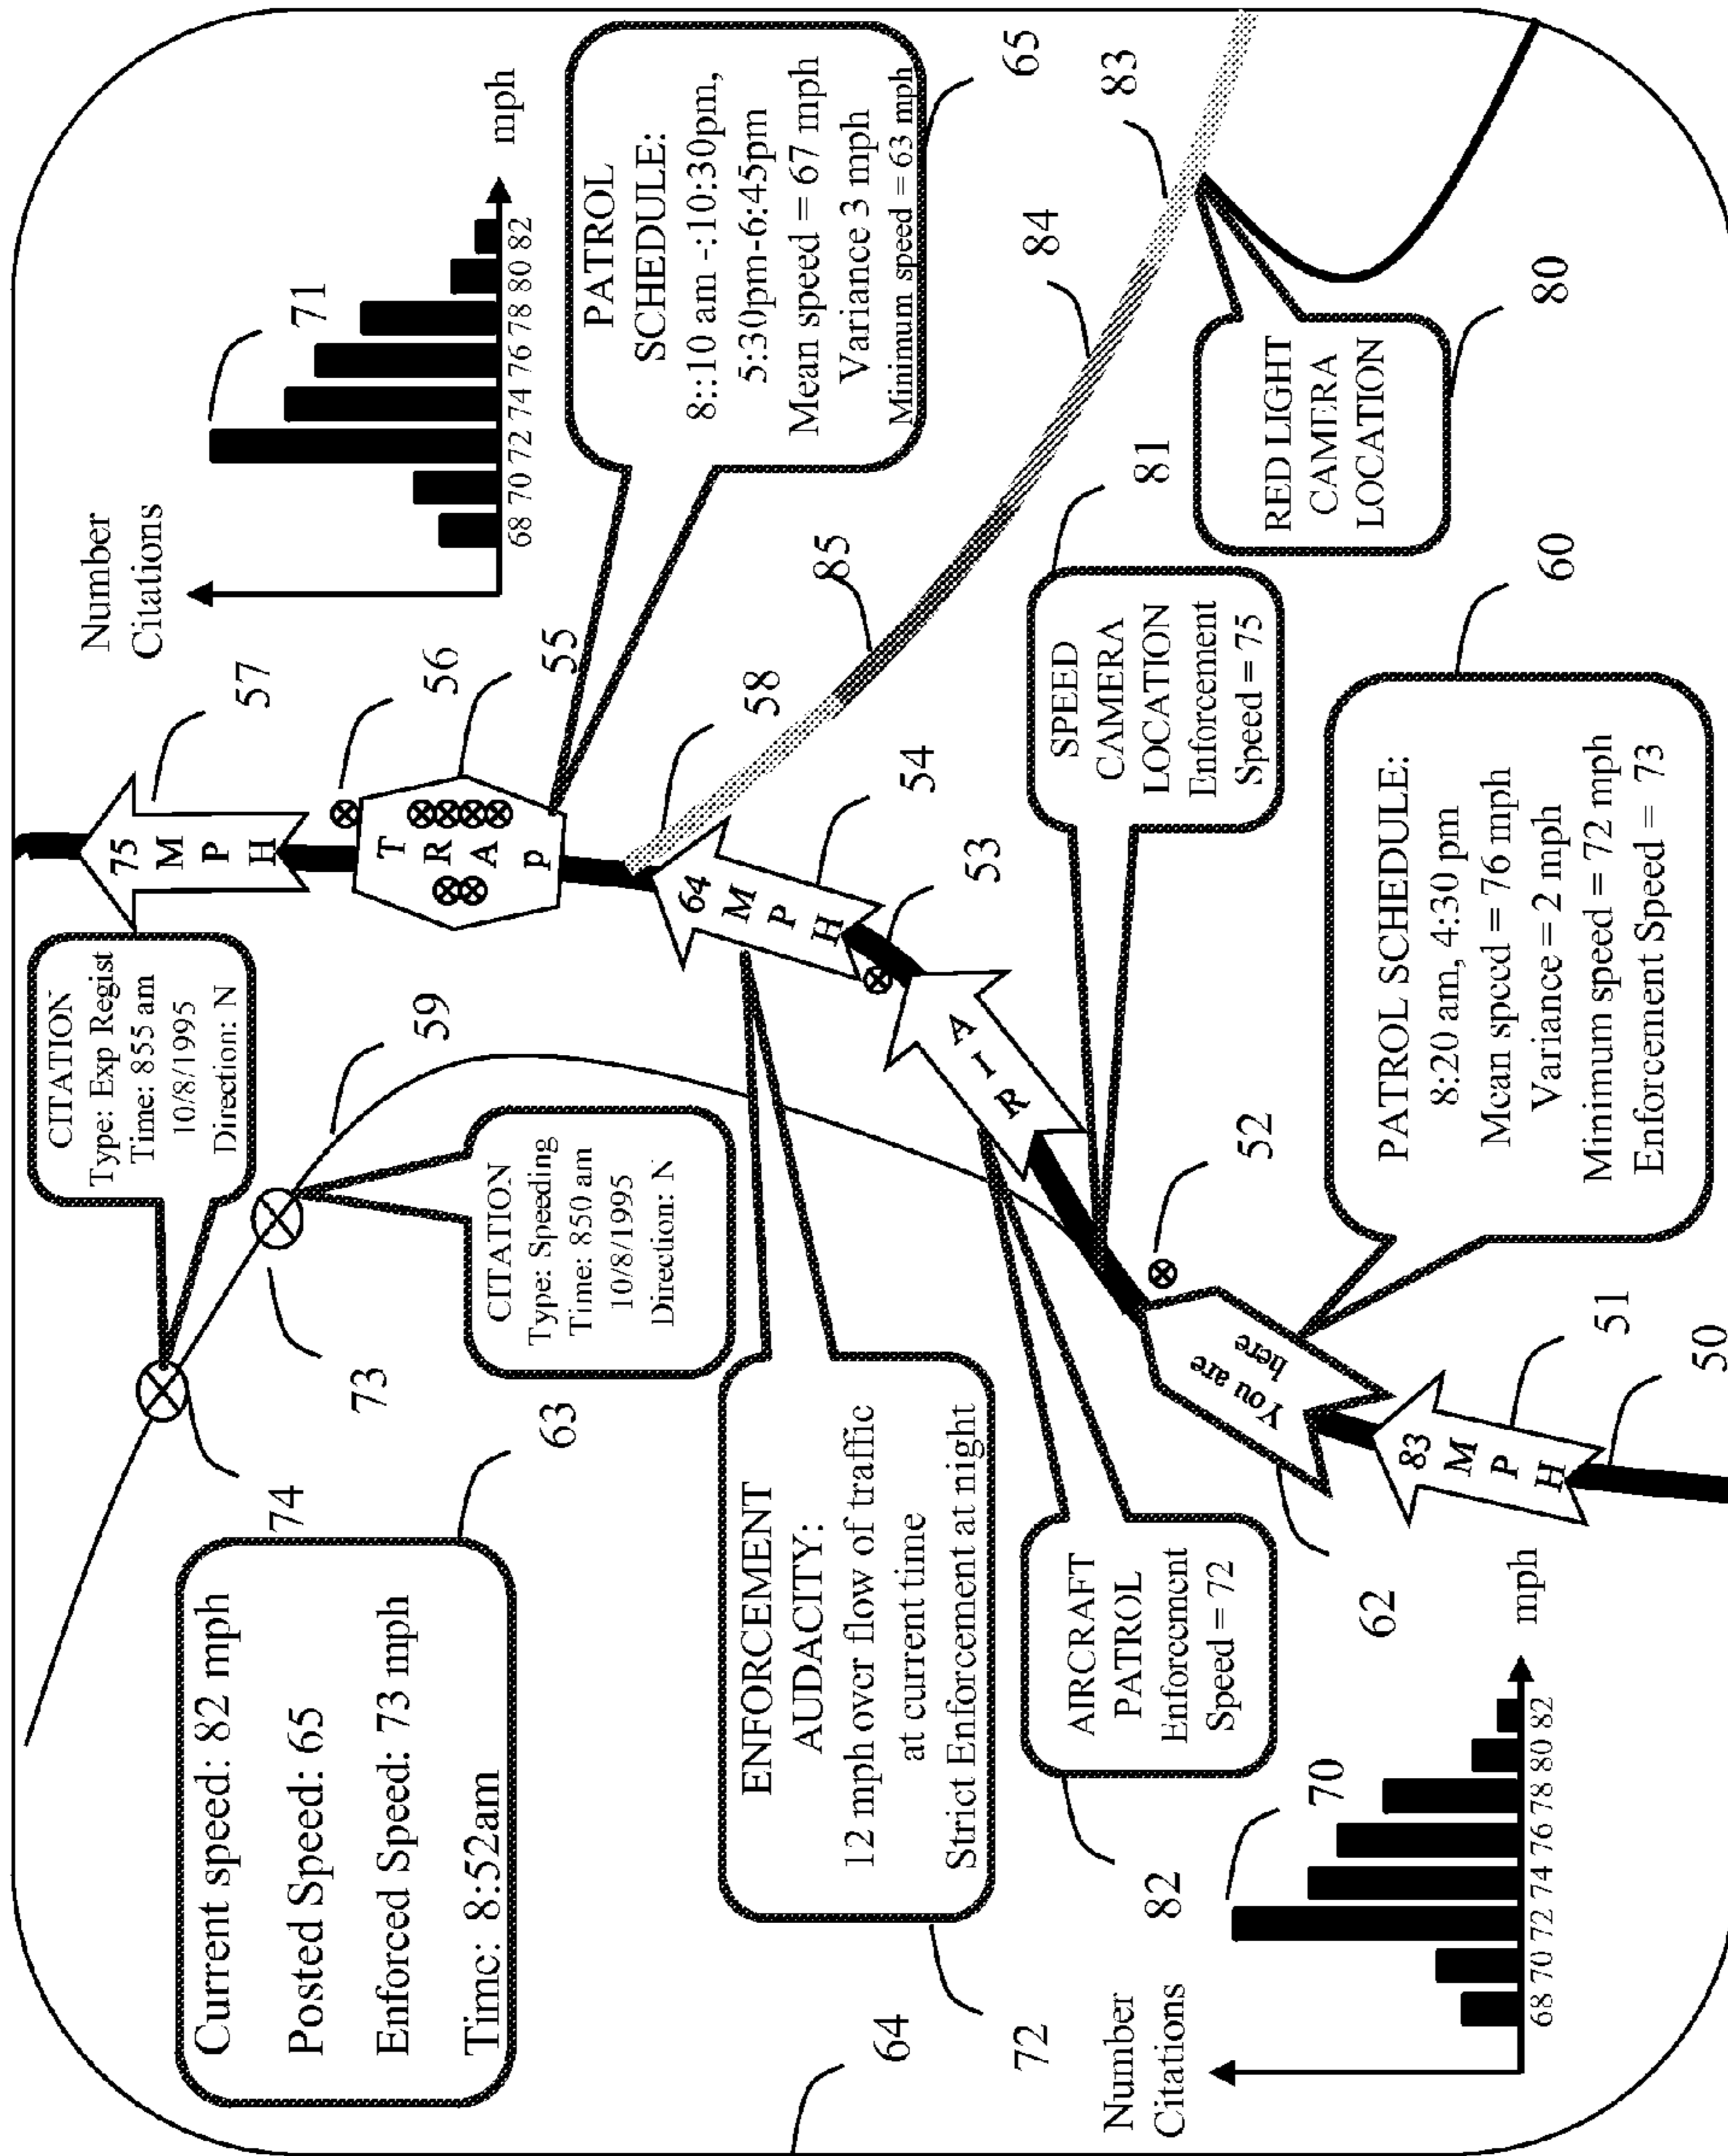 Current speed: 82 mph
Posted Speed: 65
Enforced Speed: 73 mph
Time: 8:52am
63
74
73
CITATION
Type: Exp Regist
Time: 855 am
10/8/1995
Direction: N
59
CITATION
Type: Speeding
Time: 850 am
10/8/1995
Direction: N
75
M
P
H
57
56
T
R
A
P
55
58
64
M
P
H
54
53
A
I
R
Number
Citations
71
68 70 72 74 76 78 80 82
mph
PATROL
SCHEDULE:
8::10 am -:10:30pm,
5:30pm-6:45pm
Mean speed = 67 mph
Variance 3 mph
Minimum speed = 63 mph
65
85
84
83
64
72
ENFORCEMENT
AUDACITY:
12 mph over flow of traffic
at current time
Strict Enforcement at night
82
AIRCRAFT
PATROL
Enforcement
Speed = 72
62
52
You are
here
83
M
P
H
51
50
SPEED
CAMERA
LOCATION
Enforcement
Speed = 75
81
RED LIGHT
CAMERA
LOCATION
80
60
PATROL SCHEDULE:
8:20 am, 4:30 pm
Mean speed = 76 mph
Variance = 2 mph
Minimum speed = 72 mph
Enforcement Speed = 73
Number
Citations
70
68 70 72 74 76 78 80 82
mph